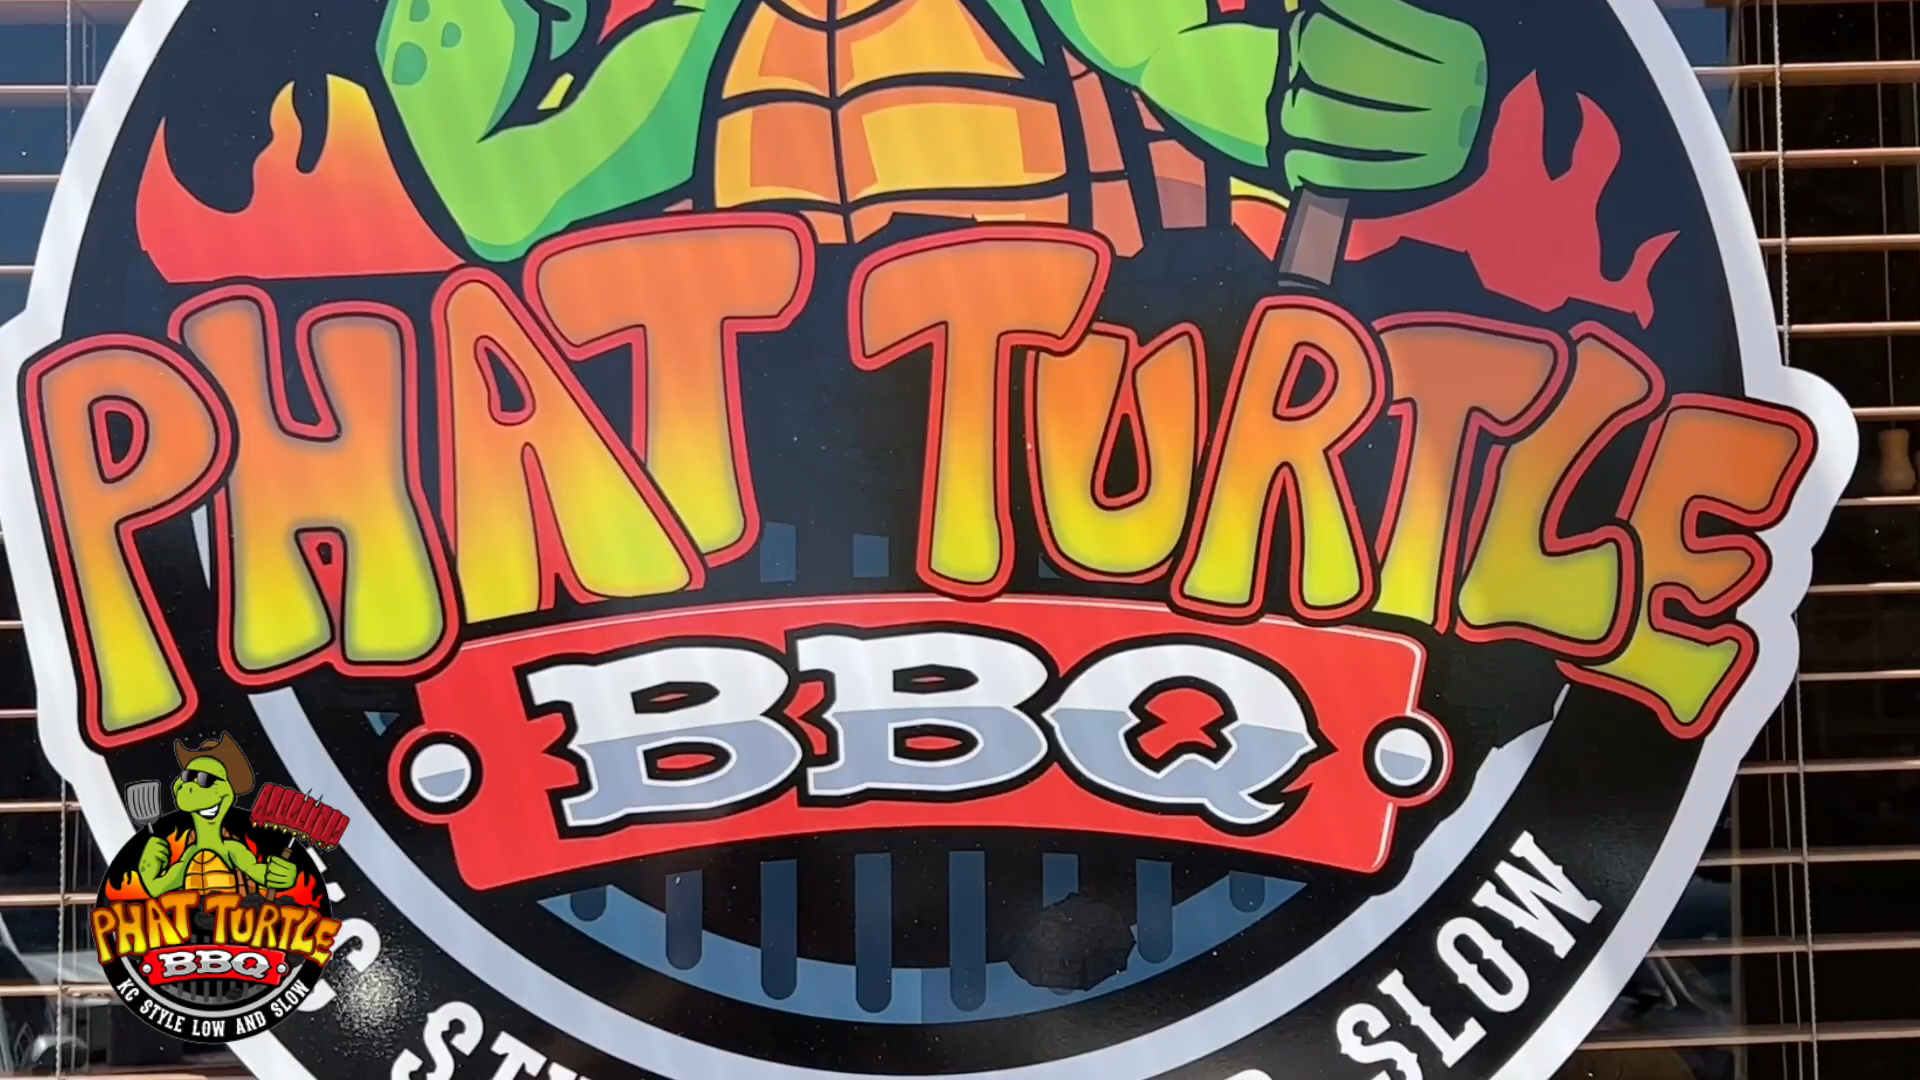 PHAT TURTLE
BBQ
SLOW
PHAT TURTLE
BBQ
KC STYLE LOW AND SLOW